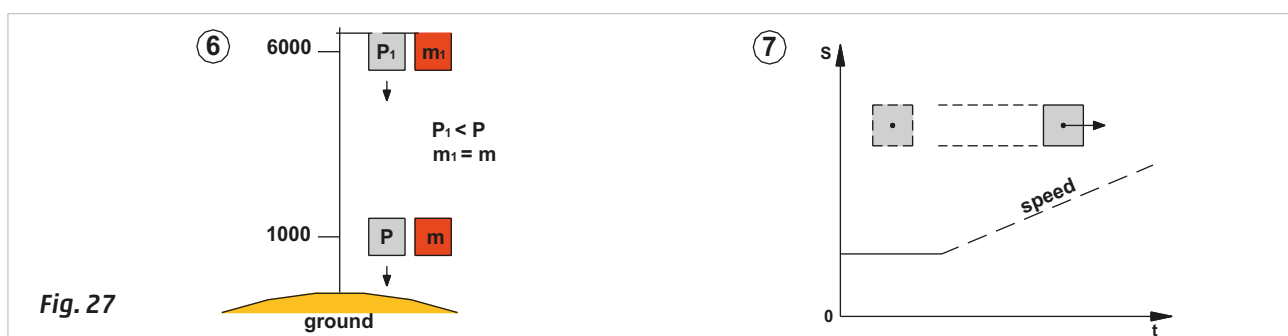 6
6000
P₁ m₁
P₁ < P
m₁ = m
1000
P m
ground
Fig. 27
7
S
speed
0
t